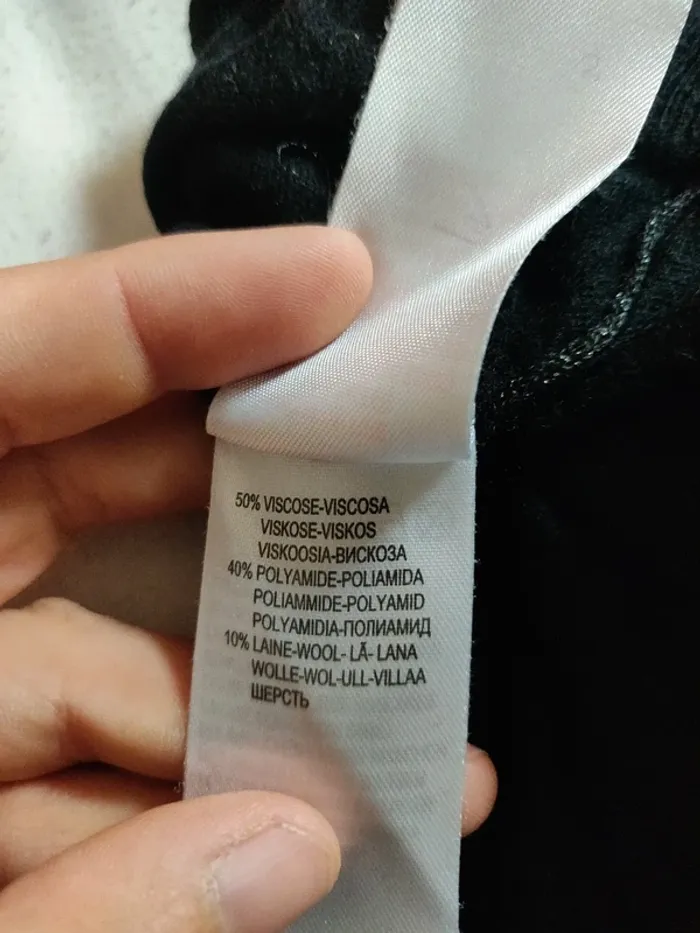 50% VISCOSE-VISCOSA
VISKOSE-VISKOS
VISKOOSIA-ВИСКОЗА
40% POLYAMIDE-POLIAMIDA
POLIAMMIDE-POLYAMID
POLYAMIDIA-ПОЛИАМИД
10% LAINE-WOOL- LÃ- LANA
WOLLE-WOL-ULL-VILLAA
ШЕРСТЬ